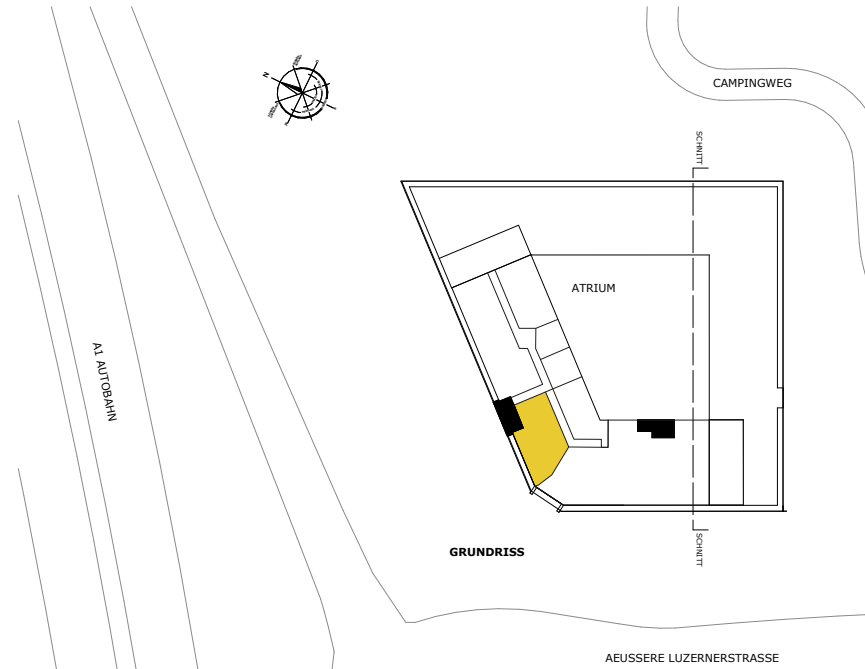 CAMPINGWEG
SCHNITT
N
ATRIUM
A1 AUTOBAHN
GRUNDRISS
SCHNITT
AEUSSERE LUZERNERSTRASSE